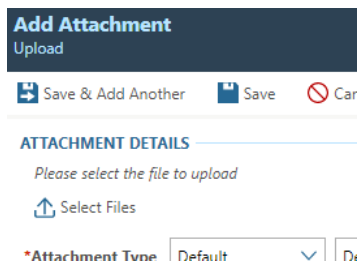 Add Attachment
Upload
Save & Add Another Save
ATTACHMENT DETAILS
Please select the file to upload
Select Files
*Attachment Type Default